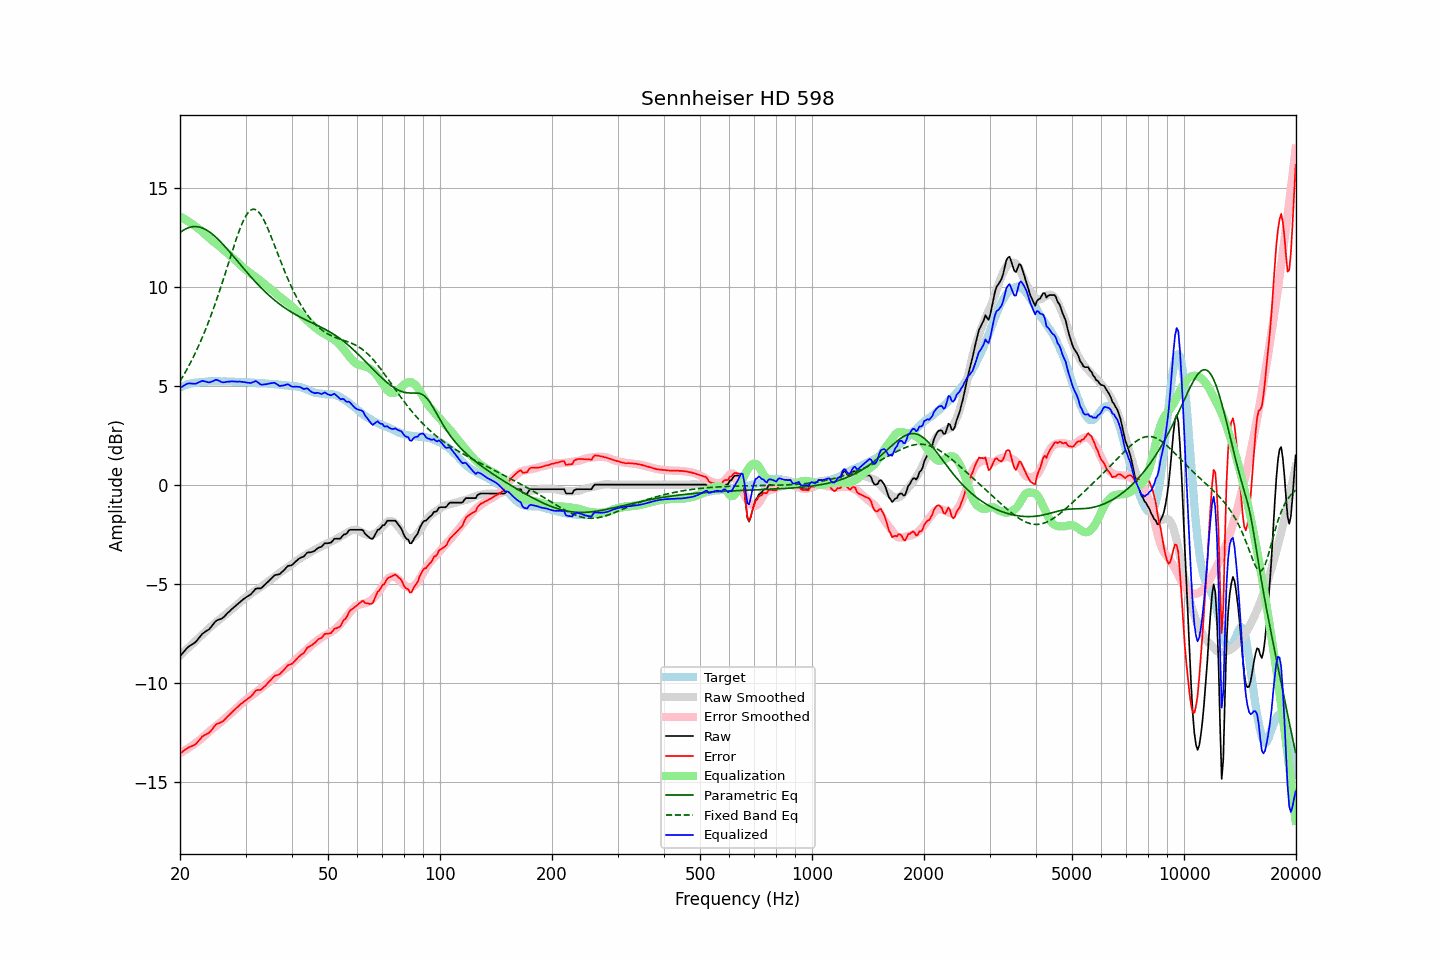 Sennheiser HD 598
Amplitude (dBr)
15
10
5
0
−5
−10
−15
Target
Raw Smoothed
Error Smoothed
Raw
Error
Equalization
Parametric Eq
Fixed Band Eq
Equalized
20 50 100 200 500 1000 2000 5000 10000 20000
Frequency (Hz)